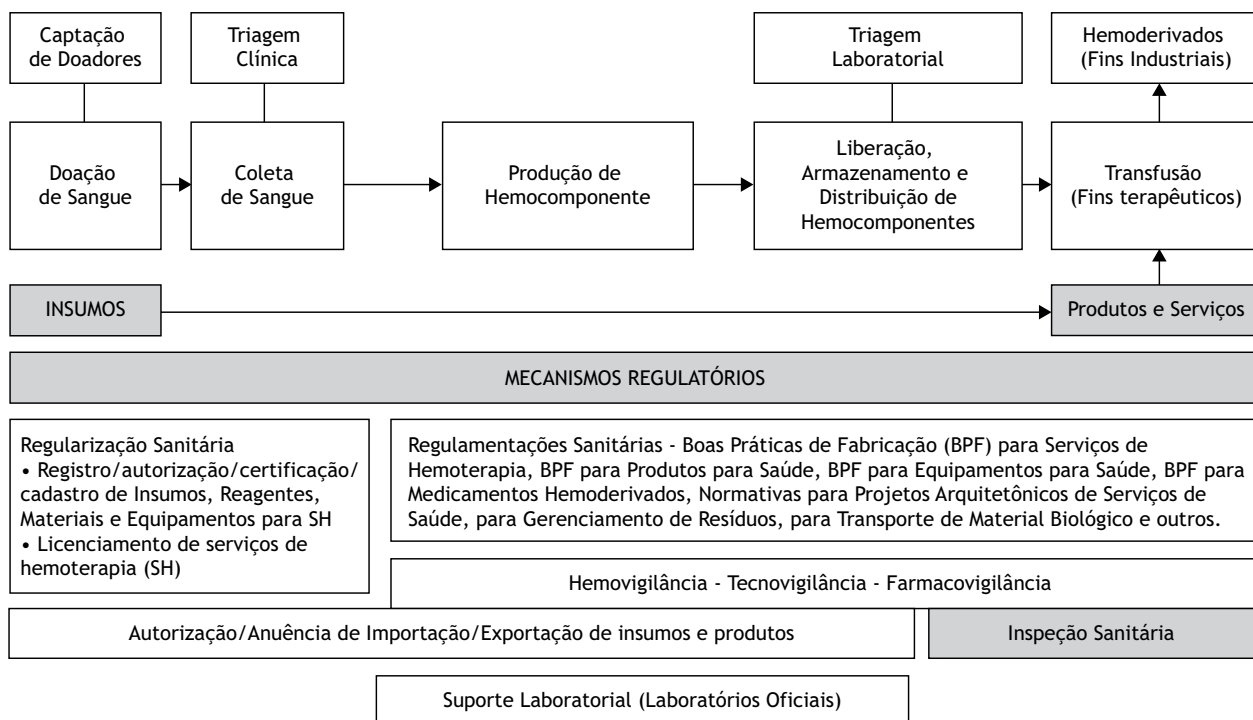 Captação
de Doadores
Triagem
Clínica
Triagem
Laboratorial
Hemoderivados
(Fins Industriais)
Doação
de Sangue
Coleta
de Sangue
Produção de
Hemocomponente
Liberação,
Armazenamento e
Distribuição de
Hemocomponentes
Transfusão
(Fins terapêuticos)
INSUMOS
Produtos e Serviços
MECANISMOS REGULATÓRIOS
Regularização Sanitária
• Registro/autorização/certificação/
cadastro de Insumos, Reagentes,
Materiais e Equipamentos para SH
• Licenciamento de serviços de
hemoterapia (SH)
Regulamentações Sanitárias - Boas Práticas de Fabricação (BPF) para Serviços de
Hemoterapia, BPF para Produtos para Saúde, BPF para Equipamentos para Saúde, BPF para
Medicamentos Hemoderivados, Normativas para Projetos Arquitetônicos de Serviços de
Saúde, para Gerenciamento de Resíduos, para Transporte de Material Biológico e outros.
Hemovigilância - Tecnovigilância - Farmacovigilância
Autorização/Anuência de Importação/Exportação de insumos e produtos
Inspeção Sanitária
Suporte Laboratorial (Laboratórios Oficiais)